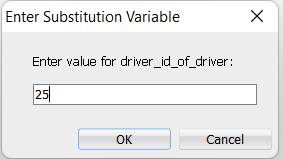 Enter Substitution Variable
Enter value for driver_id_of_driver:
25
OK Cancel